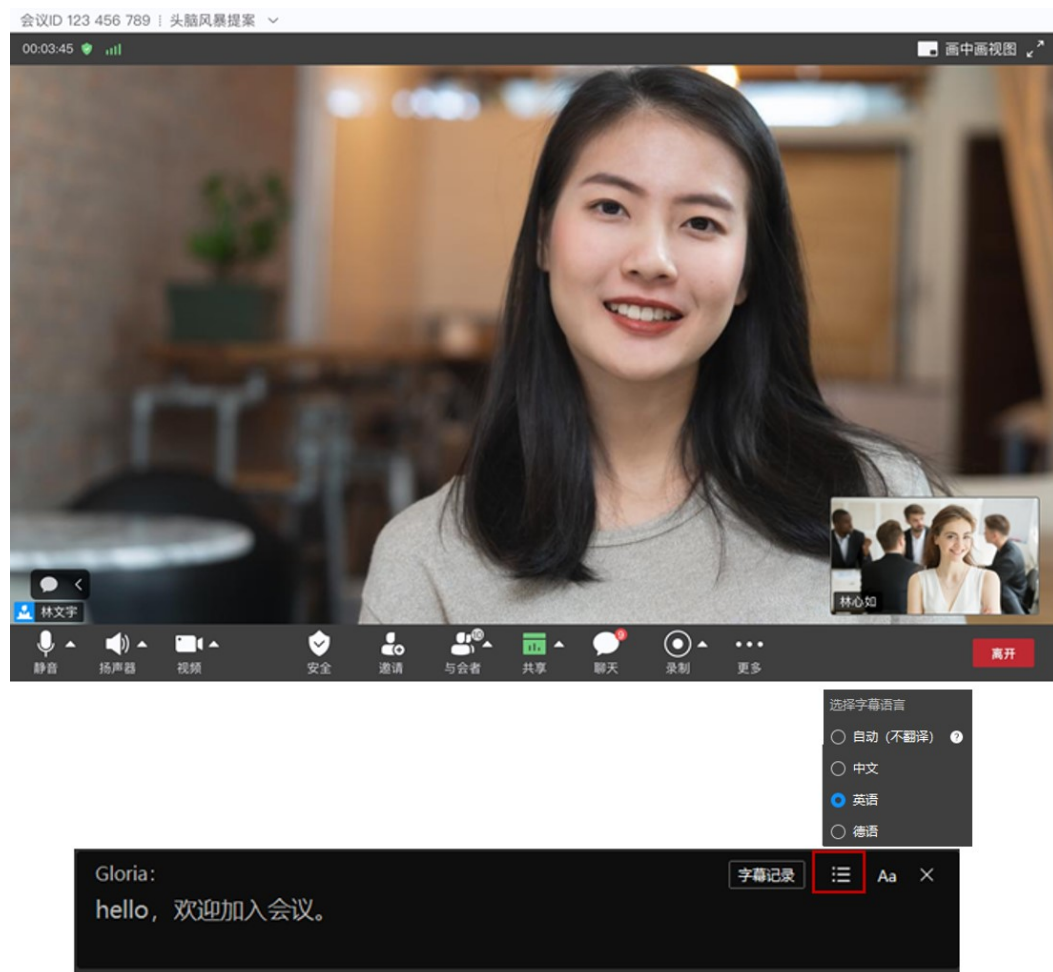 会议ID 123 456 789 ⋮ 头脑风暴提案
00:03:45
画中画视图
林文宇
林心如
静音
扬声器
视频
安全
邀请
与会者
10
共享
聊天
9
录制
更多
离开
选择字幕语言
自动（不翻译） ?
中文
英语
德语
Gloria:
字幕记录
Aa
hello，欢迎加入会议。